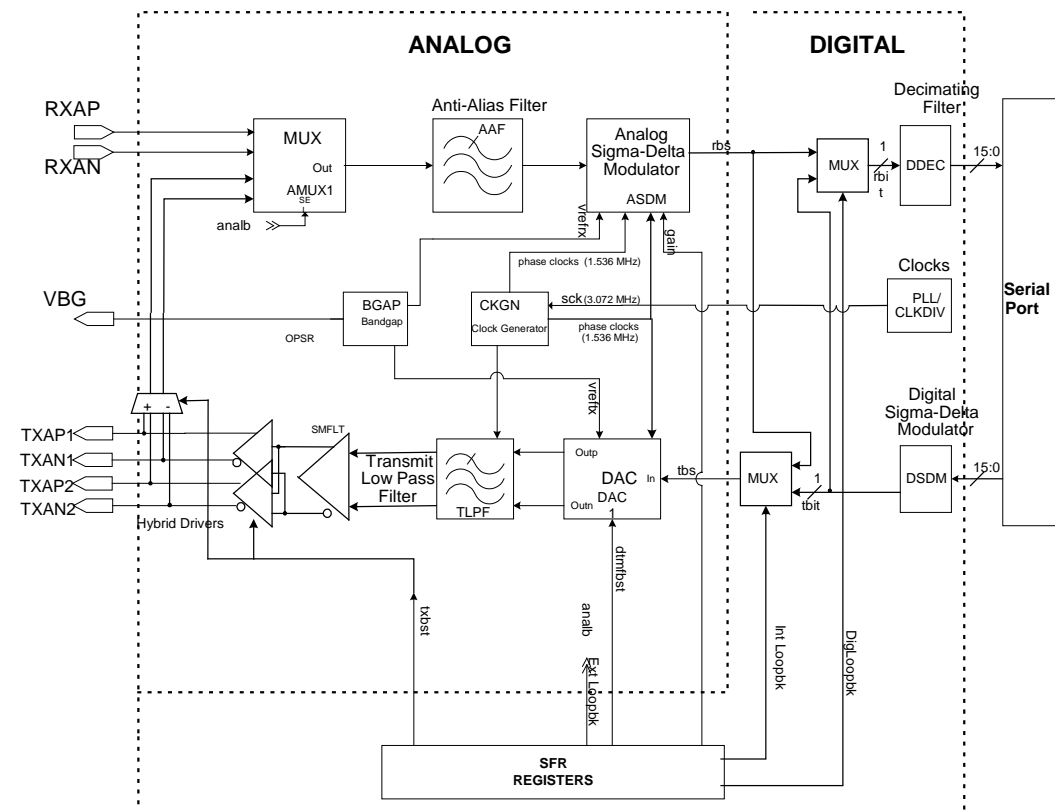 ANALOG
DIGITAL
RXAP
RXAN
MUX
Out
AMUX1
SE
analb
Anti-Alias Filter
AAF
Analog
Sigma-Delta
Modulator
ASDM
rbs
MUX
1
rbi
t
Decimating
Filter
DDEC
15:0
Serial
Port
vrefrx
gain
phase clocks (1.536 MHz)
VBG
BGAP
Bandgap
OPSR
CKGN
Clock Generator
sck (3.072 MHz)
phase clocks
(1.536 MHz)
Clocks
PLL/
CLKDIV
vreftx
+ -
TXAP1
TXAN1
TXAP2
TXAN2
Hybrid Drivers
SMFLT
Transmit
Low Pass
Filter
TLPF
Outp
Outn
DAC
DAC
1
In
tbs
MUX
1
tbit
Digital
Sigma-Delta
Modulator
DSDM
15:0
txbst
analb
Ext Loopbk
dtmfbst
Int Loopbk
DigLoopbk
SFR
REGISTERS